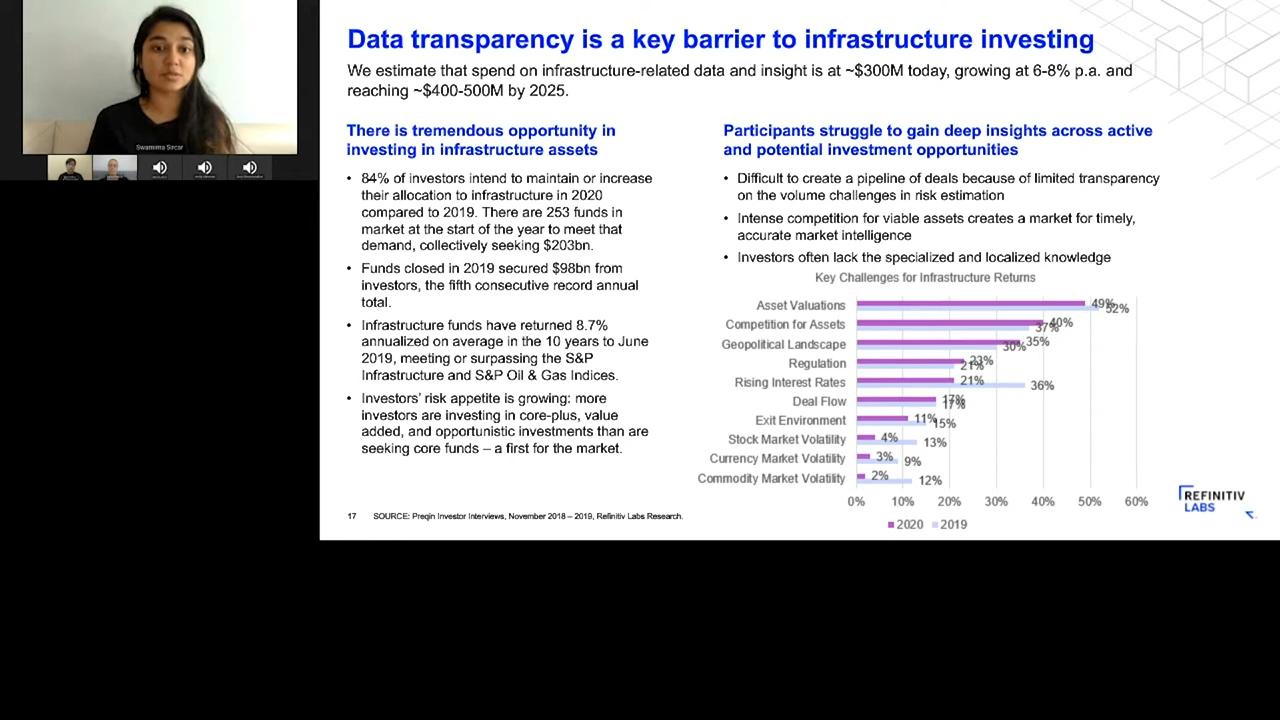 Swarnima Sircar
Data transparency is a key barrier to infrastructure investing
We estimate that spend on infrastructure-related data and insight is at ~$300M today, growing at 6-8% p.a. and
reaching ~$400-500M by 2025.
There is tremendous opportunity in
investing in infrastructure assets
• 84% of investors intend to maintain or increase
their allocation to infrastructure in 2020
compared to 2019. There are 253 funds in
market at the start of the year to meet that
demand, collectively seeking $203bn.
• Funds closed in 2019 secured $98bn from
investors, the fifth consecutive record annual
total.
• Infrastructure funds have returned 8.7%
annualized on average in the 10 years to June
2019, meeting or surpassing the S&P
Infrastructure and S&P Oil & Gas Indices.
• Investors' risk appetite is growing: more
investors are investing in core-plus, value
added, and opportunistic investments than are
seeking core funds – a first for the market.
Participants struggle to gain deep insights across active
and potential investment opportunities
• Difficult to create a pipeline of deals because of limited transparency
on the volume challenges in risk estimation
• Intense competition for viable assets creates a market for timely,
accurate market intelligence
• Investors often lack the specialized and localized knowledge
Key Challenges for Infrastructure Returns
Asset Valuations 49% 52%
Competition for Assets 40% 37%
Geopolitical Landscape 35% 30%
Regulation 23% 21%
Rising Interest Rates 21% 36%
Deal Flow 17% 17%
Exit Environment 11% 15%
Stock Market Volatility 4% 13%
Currency Market Volatility 3% 9%
Commodity Market Volatility 2% 12%
0% 10% 20% 30% 40% 50% 60%
2020 2019
REFINITIV
LABS
17 SOURCE: Preqin Investor Interviews, November 2018 – 2019, Refinitiv Labs Research.